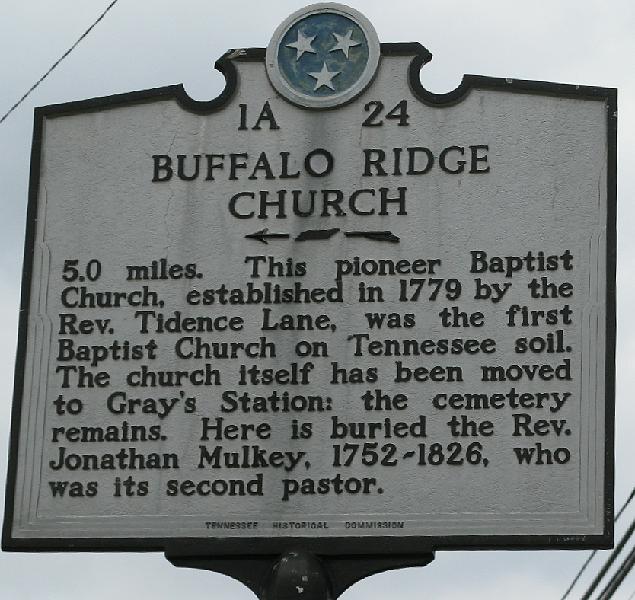 1A 24
BUFFALO RIDGE
CHURCH
5.0 miles. This pioneer Baptist
Church, established in 1779 by the
Rev. Tidence Lane, was the first
Baptist Church on Tennessee soil.
The church itself has been moved
to Gray's Station: the cemetery
remains. Here is buried the Rev.
Jonathan Mulkey, 1752-1826, who
was its second pastor.
TENNESSEE HISTORICAL COMMISSION